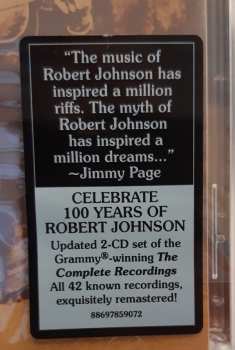 “The music of
Robert Johnson has
inspired a million
riffs. The myth of
Robert Johnson
has inspired a
million dreams...”
~Jimmy Page
CELEBRATE
100 YEARS OF
ROBERT JOHNSON
Updated 2-CD set of the
Grammy®-winning The
Complete Recordings
All 42 known recordings,
exquisitely remastered!
88697859072